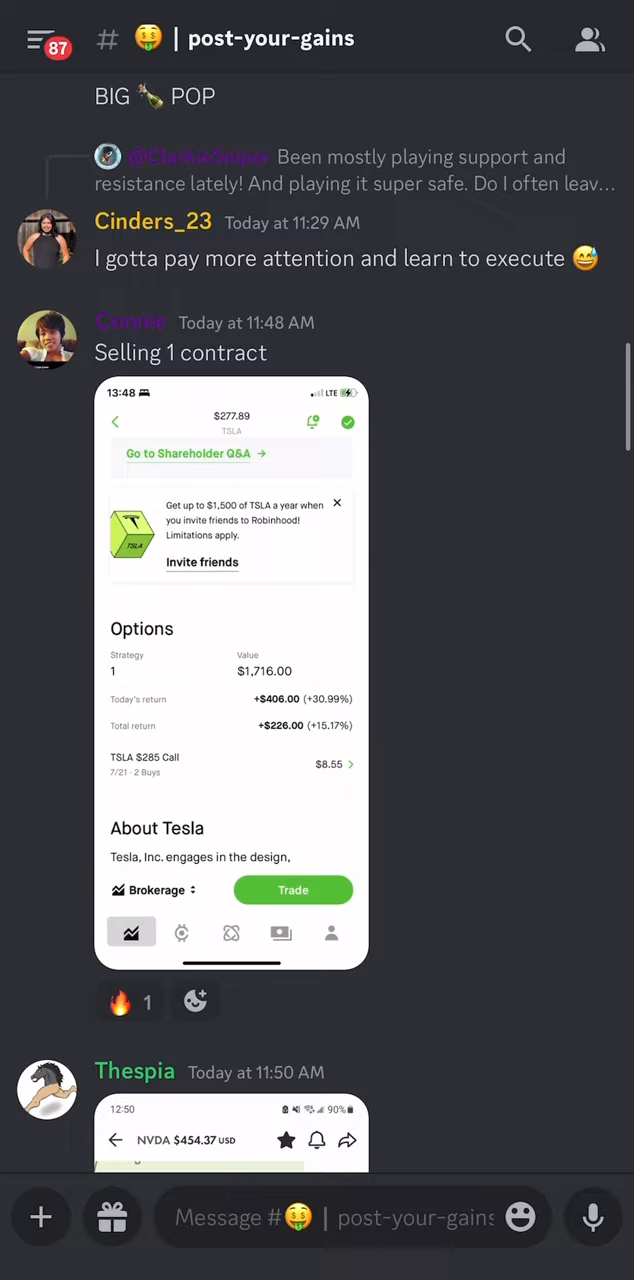 87
# 🤑 | post-your-gains
BIG 🍾 POP
@ClarkieSniper Been mostly playing support and
resistance lately! And playing it super safe. Do I often leav...
Cinders_23 Today at 11:29 AM
I gotta pay more attention and learn to execute 😅
Connie Today at 11:48 AM
Selling 1 contract
13:48 LTE
$277.89
TSLA
Go to Shareholder Q&A →
Get up to $1,500 of TSLA a year when
you invite friends to Robinhood!
Limitations apply.
Invite friends
TSLA
Options
Strategy Value
1 $1,716.00
Today's return +$406.00 (+30.99%)
Total return +$226.00 (+15.17%)
TSLA $285 Call
7/21 · 2 Buys
$8.55
About Tesla
Tesla, Inc. engages in the design,
Brokerage Trade
🔥 1
Thespia Today at 11:50 AM
12:50 90%
NVDA $454.37 USD
Message #🤑 | post-your-gains